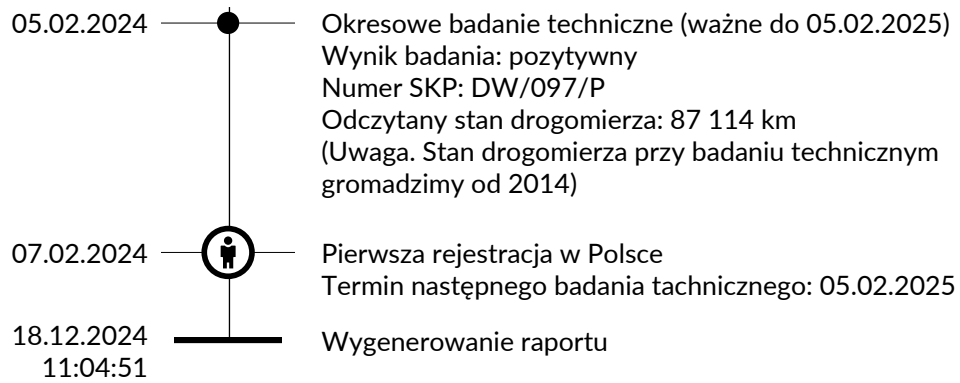 05.02.2024
Okresowe badanie techniczne (ważne do 05.02.2025)
Wynik badania: pozytywny
Numer SKP: DW/097/P
Odczytany stan drogomierza: 87 114 km
(Uwaga. Stan drogomierza przy badaniu technicznym
gromadzimy od 2014)
07.02.2024
Pierwsza rejestracja w Polsce
Termin następnego badania tachnicznego: 05.02.2025
18.12.2024
11:04:51
Wygenerowanie raportu